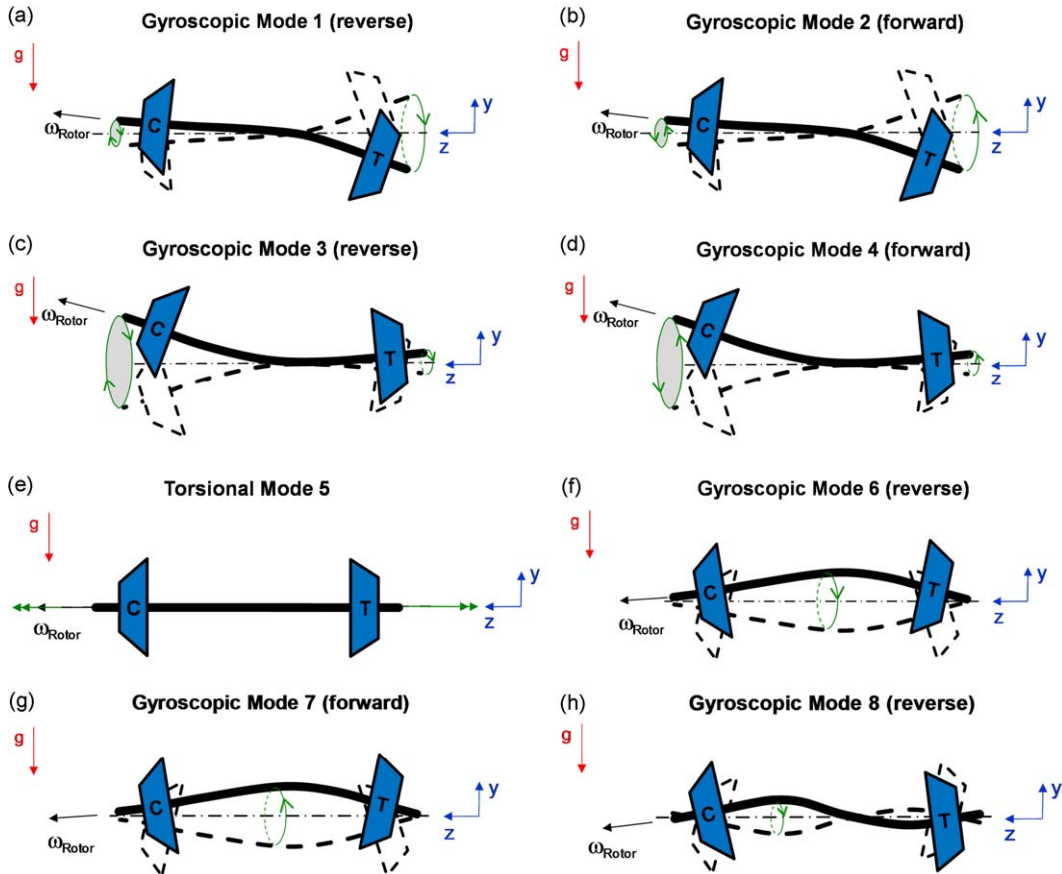 (a) Gyroscopic Mode 1 (reverse)
g
C
T
y
z
ωRotor
(b) Gyroscopic Mode 2 (forward)
g
C
T
y
z
ωRotor
(c) Gyroscopic Mode 3 (reverse)
g
C
T
y
z
ωRotor
(d) Gyroscopic Mode 4 (forward)
g
C
T
y
z
ωRotor
(e) Torsional Mode 5
g
C
T
y
z
ωRotor
(f) Gyroscopic Mode 6 (reverse)
g
C
T
y
z
ωRotor
(g) Gyroscopic Mode 7 (forward)
g
C
T
y
z
ωRotor
(h) Gyroscopic Mode 8 (reverse)
g
C
T
y
z
ωRotor